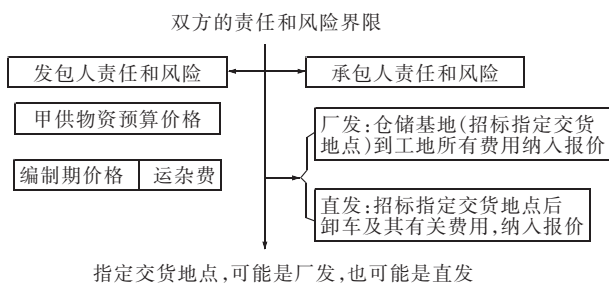 双方的责任和风险界限
发包人责任和风险
承包人责任和风险
甲供物资预算价格
编制期价格
运杂费
厂发:仓储基地(招标指定交货
地点)到工地所有费用纳入报价
直发:招标指定交货地点后
卸车及其有关费用,纳入报价
指定交货地点,可能是厂发,也可能是直发